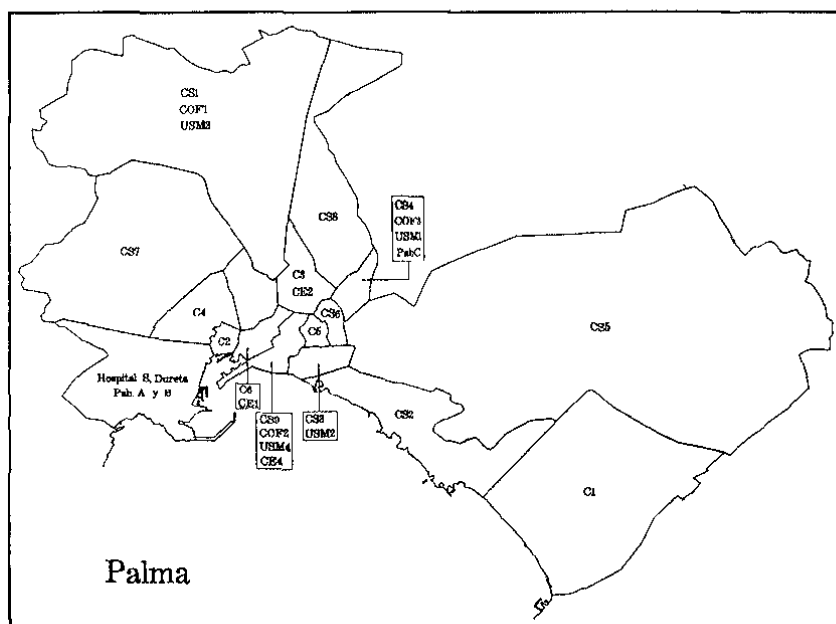 CS1
COF1
USM3
CS8
CS4
COF3
USM1
PabC
CS7
C3
CE2
C4
CS6
C5
CS5
C2
Hospital S. Dureta
Pab. A y B
C6
CE1
CS9
COF2
USM4
CE4
CS3
USM2
CS2
C1
Palma